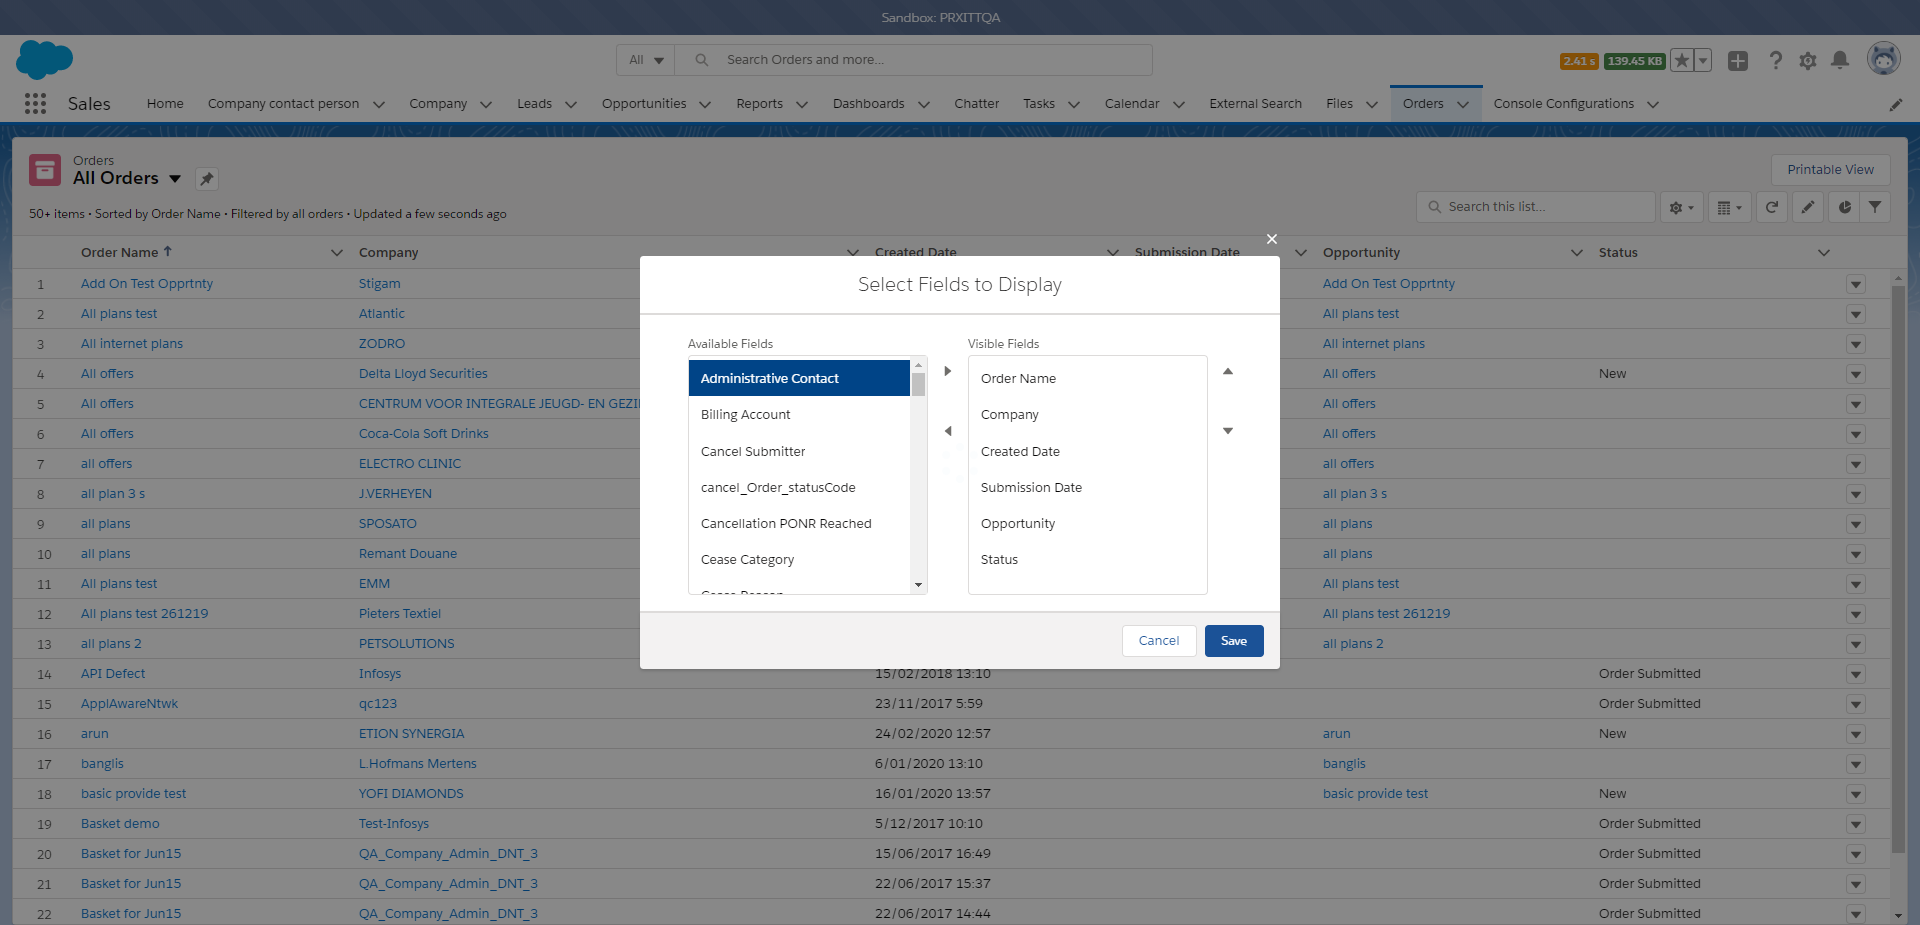 Sandbox: PRXITTQA
All
Search Orders and more...
2.41 s
139.45 KB
Sales
Home
Company contact person
Company
Leads
Opportunities
Reports
Dashboards
Chatter
Tasks
Calendar
External Search
Files
Orders
Console Configurations
Orders
All Orders
Printable View
50+ items • Sorted by Order Name • Filtered by all orders • Updated a few seconds ago
Search this list...
Order Name Company Created Date Submission Date Opportunity Status
1 Add On Test Opprtnty Stigam Add On Test Opprtnty
2 All plans test Atlantic All plans test
3 All internet plans ZODRO All internet plans
4 All offers Delta Lloyd Securities All offers New
5 All offers CENTRUM VOOR INTEGRALE JEUGD- EN GEZI All offers
6 All offers Coca-Cola Soft Drinks All offers
7 all offers ELECTRO CLINIC all offers
8 all plan 3 s J.VERHEYEN all plan 3 s
9 all plans SPOSATO all plans
10 all plans Remant Douane all plans
11 All plans test EMM All plans test
12 All plans test 261219 Pieters Textiel All plans test 261219
13 all plans 2 PETSOLUTIONS all plans 2
14 API Defect Infosys 15/02/2018 13:10 Order Submitted
15 ApplAwareNtwk qc123 23/11/2017 5:59 Order Submitted
16 arun ETION SYNERGIA 24/02/2020 12:57 arun New
17 banglis L.Hofmans Mertens 6/01/2020 13:10 banglis
18 basic provide test YOFI DIAMONDS 16/01/2020 13:57 basic provide test New
19 Basket demo Test-Infosys 5/12/2017 10:10 Order Submitted
20 Basket for Jun15 QA_Company_Admin_DNT_3 15/06/2017 16:49 Order Submitted
21 Basket for Jun15 QA_Company_Admin_DNT_3 22/06/2017 15:37 Order Submitted
22 Basket for Jun15 QA_Company_Admin_DNT_3 22/06/2017 14:44 Order Submitted
Select Fields to Display
Available Fields
Administrative Contact
Billing Account
Cancel Submitter
cancel_Order_statusCode
Cancellation PONR Reached
Cease Category
Cease Reason
Visible Fields
Order Name
Company
Created Date
Submission Date
Opportunity
Status
Cancel
Save